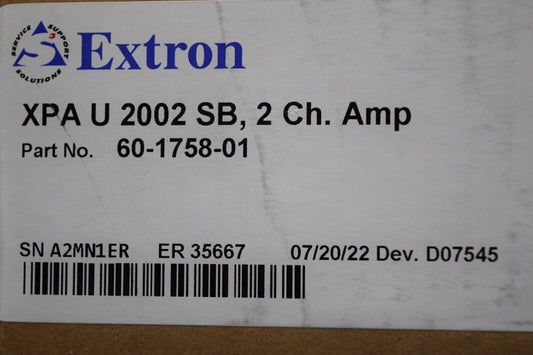 SERVICE SUPPORT SOLUTIONS
S3 Extron
XPA U 2002 SB, 2 Ch. Amp
Part No. 60-1758-01
SN A2MN1ER ER 35667 07/20/22 Dev. D07545